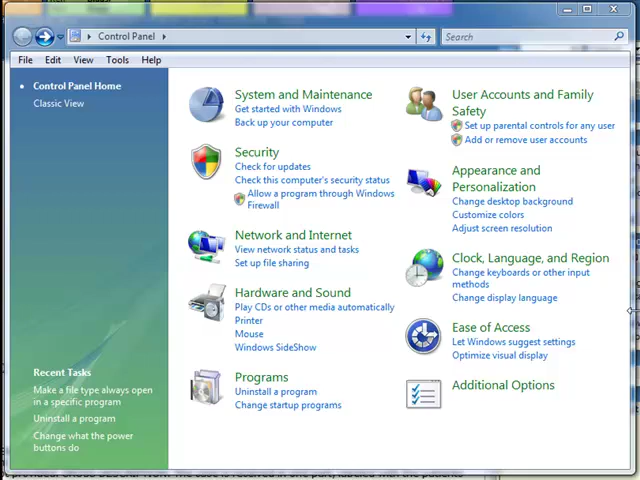 Control Panel
Search
File Edit View Tools Help
Control Panel Home
Classic View
System and Maintenance
Get started with Windows
Back up your computer
Security
Check for updates
Check this computer's security status
Allow a program through Windows
Firewall
Network and Internet
View network status and tasks
Set up file sharing
Hardware and Sound
Play CDs or other media automatically
Printer
Mouse
Windows SideShow
Programs
Uninstall a program
Change startup programs
User Accounts and Family
Safety
Set up parental controls for any user
Add or remove user accounts
Appearance and
Personalization
Change desktop background
Customize colors
Adjust screen resolution
Clock, Language, and Region
Change keyboards or other input
methods
Change display language
Ease of Access
Let Windows suggest settings
Optimize visual display
Additional Options
Recent Tasks
Make a file type always open
in a specific program
Uninstall a program
Change what the power
buttons do